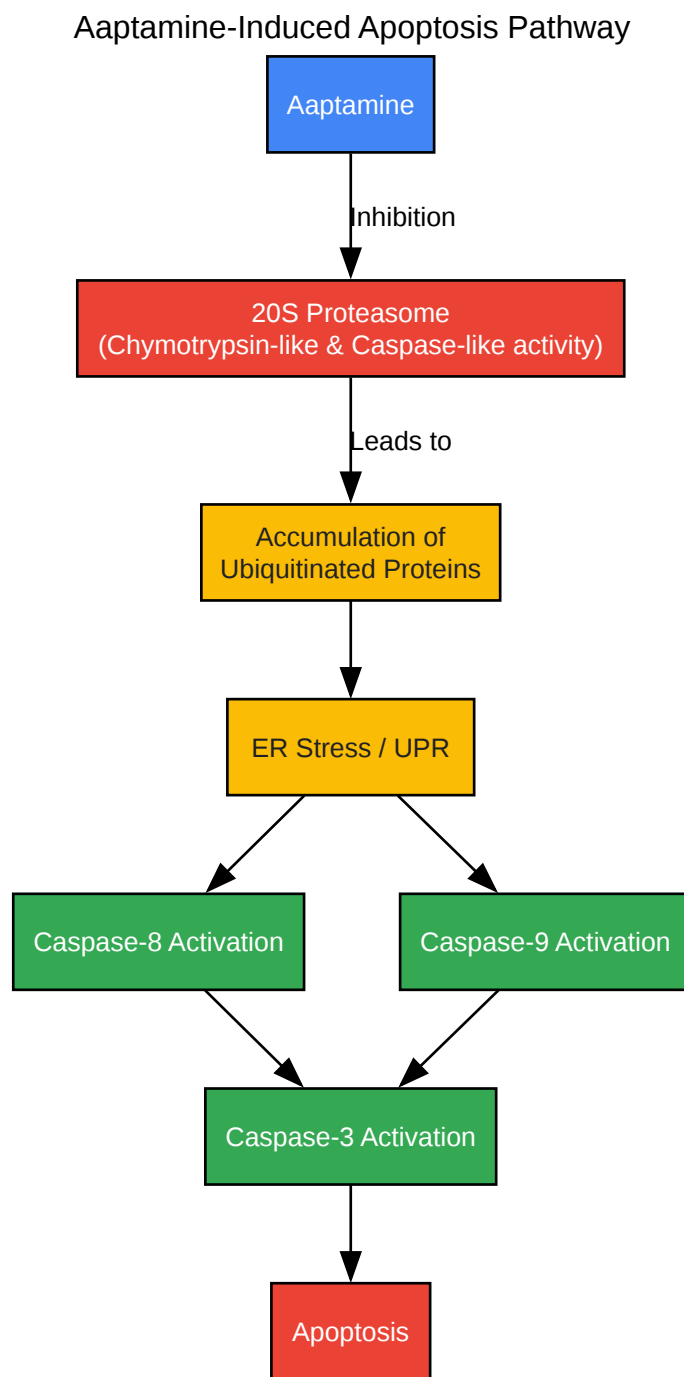 Aaptamine-Induced Apoptosis Pathway
Aaptamine
Inhibition
20S Proteasome
(Chymotrypsin-like & Caspase-like activity)
Leads to
Accumulation of
Ubiquitinated Proteins
ER Stress / UPR
Caspase-8 Activation
Caspase-9 Activation
Caspase-3 Activation
Apoptosis